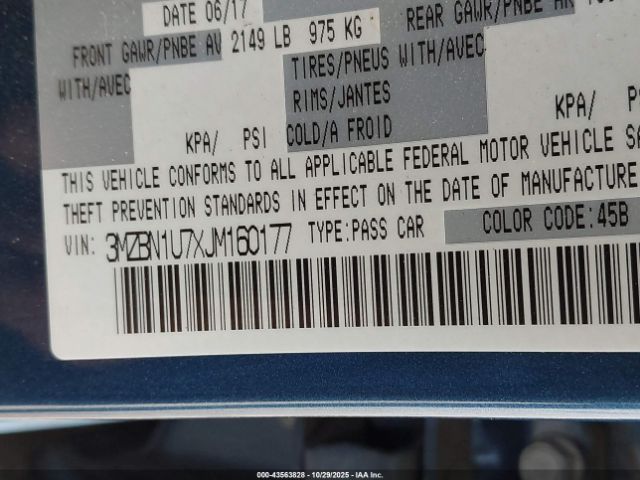 DATE 06/17
FRONT GAWR/PNBE AV 2149 LB 975 KG REAR GAWR/PNBE AR
WITH/AVEC TIRES/PNEUS WITH/AVEC
RIMS/JANTES
KPA/ PSI COLD/A FROID KPA/ PS
THIS VEHICLE CONFORMS TO ALL APPLICABLE FEDERAL MOTOR VEHICLE SA
THEFT PREVENTION STANDARDS IN EFFECT ON THE DATE OF MANUFACTURE
VIN: 3MZBN1U7XJM160177 TYPE:PASS CAR COLOR CODE:45B
00-43563828 - 10/29/2025 - IAA Inc.